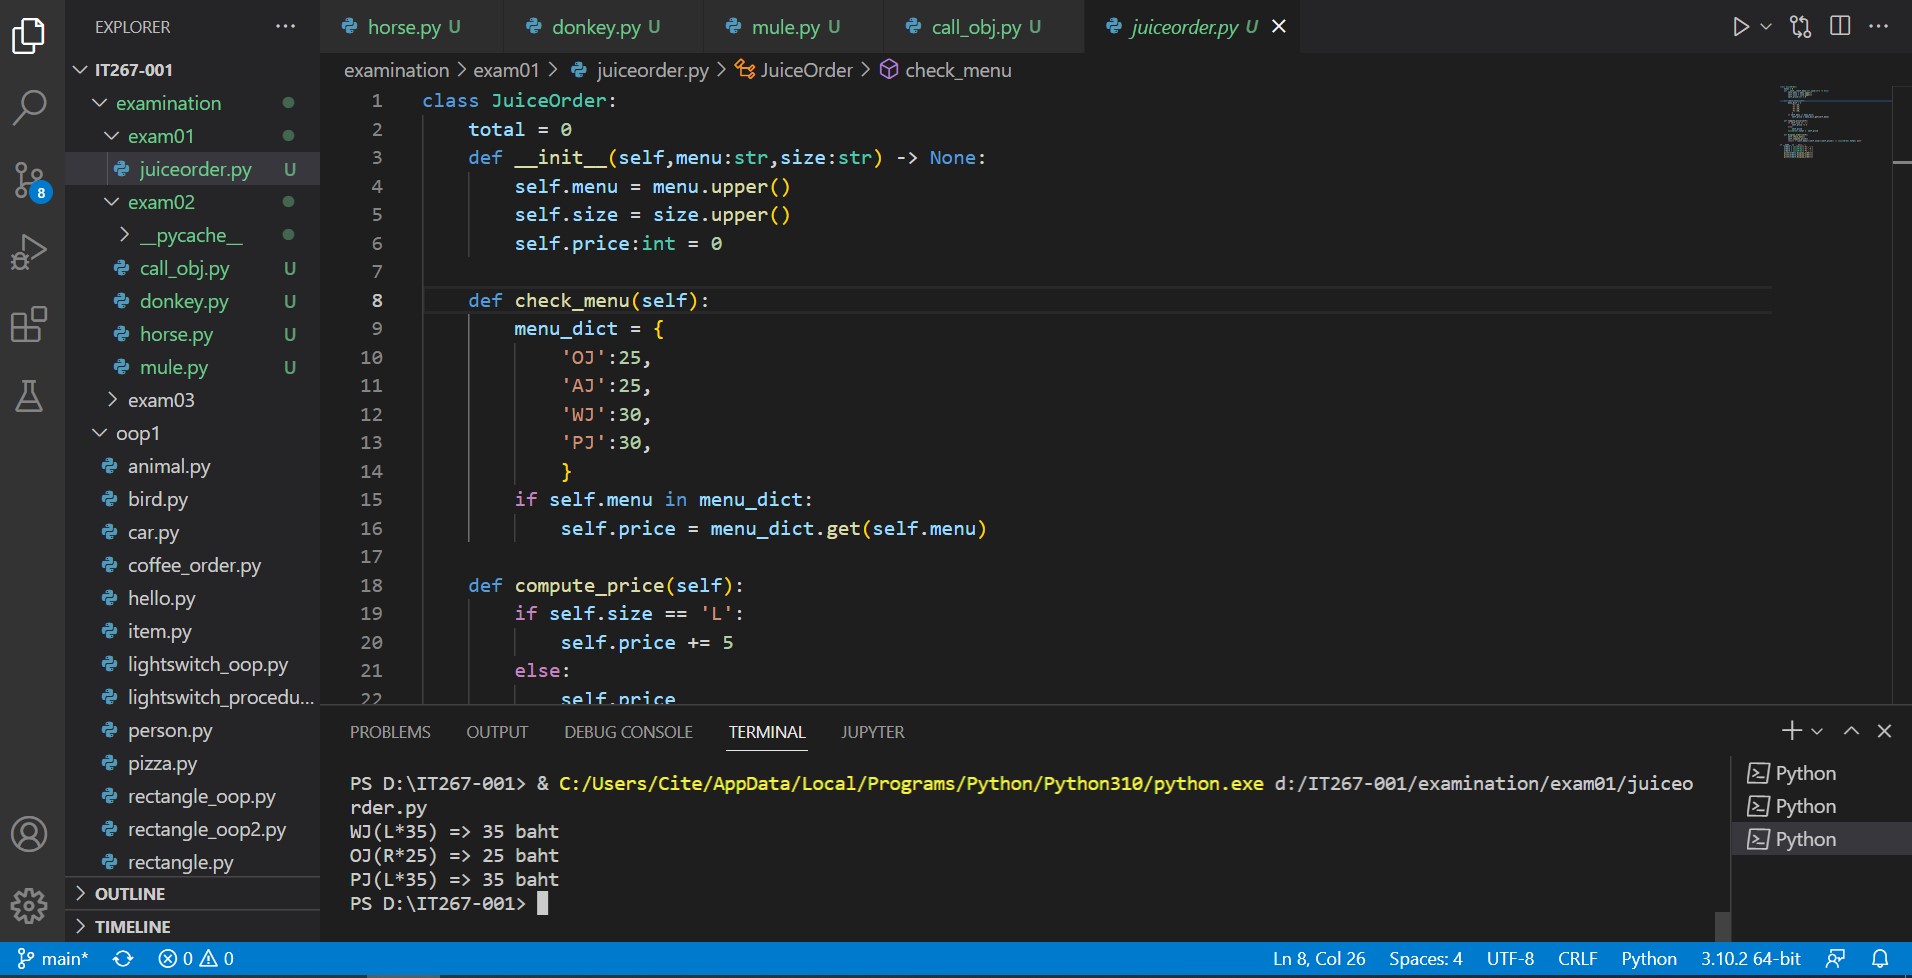 EXPLORER
IT267-001
examination
exam01
juiceorder.py U
exam02
__pycache__
call_obj.py U
donkey.py U
horse.py U
mule.py U
exam03
oop1
animal.py
bird.py
car.py
coffee_order.py
hello.py
item.py
lightswitch_oop.py
lightswitch_procedu...
person.py
pizza.py
rectangle_oop.py
rectangle_oop2.py
rectangle.py
OUTLINE
TIMELINE
8
horse.py U donkey.py U mule.py U call_obj.py U juiceorder.py U
examination > exam01 > juiceorder.py > JuiceOrder > check_menu
1 class JuiceOrder:
2 total = 0
3 def __init__(self,menu:str,size:str) -> None:
4 self.menu = menu.upper()
5 self.size = size.upper()
6 self.price:int = 0
7
8 def check_menu(self):
9 menu_dict = {
10 'OJ':25,
11 'AJ':25,
12 'WJ':30,
13 'PJ':30,
14 }
15 if self.menu in menu_dict:
16 self.price = menu_dict.get(self.menu)
17
18 def compute_price(self):
19 if self.size == 'L':
20 self.price += 5
21 else:
22 self.price
PROBLEMS OUTPUT DEBUG CONSOLE TERMINAL JUPYTER
PS D:\IT267-001> & C:/Users/Cite/AppData/Local/Programs/Python/Python310/python.exe d:/IT267-001/examination/exam01/juiceo
rder.py
WJ(L*35) => 35 baht
OJ(R*25) => 25 baht
PJ(L*35) => 35 baht
PS D:\IT267-001>
Python
Python
Python
main* 0 0 Ln 8, Col 26 Spaces: 4 UTF-8 CRLF Python 3.10.2 64-bit